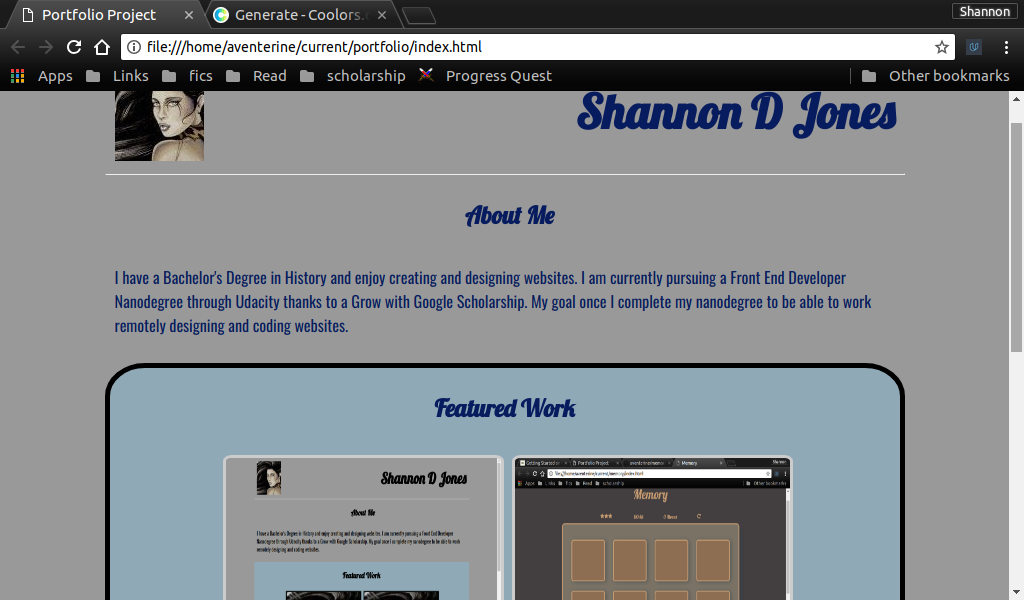 Portfolio Project
Generate - Coolors.
Shannon
file:///home/aventerine/current/portfolio/index.html
Apps Links fics Read scholarship Progress Quest Other bookmarks
Shannon D Jones
About Me
I have a Bachelor's Degree in History and enjoy creating and designing websites. I am currently pursuing a Front End Developer
Nanodegree through Udacity thanks to a Grow with Google Scholarship. My goal once I complete my nanodegree to be able to work
remotely designing and coding websites.
Featured Work
Shannon D Jones
About Me
I have a Bachelor's Degree in History and enjoy creating and designing websites. I am currently pursuing a Front End Developer
Nanodegree through Udacity thanks to a Grow with Google Scholarship. My goal once I complete my nanodegree to be able to work
remotely designing and coding websites.
Featured Work
Getting Started Portfolio Project Memory Shannon
Apps Links fics Read scholarship Other bookmarks
Memory